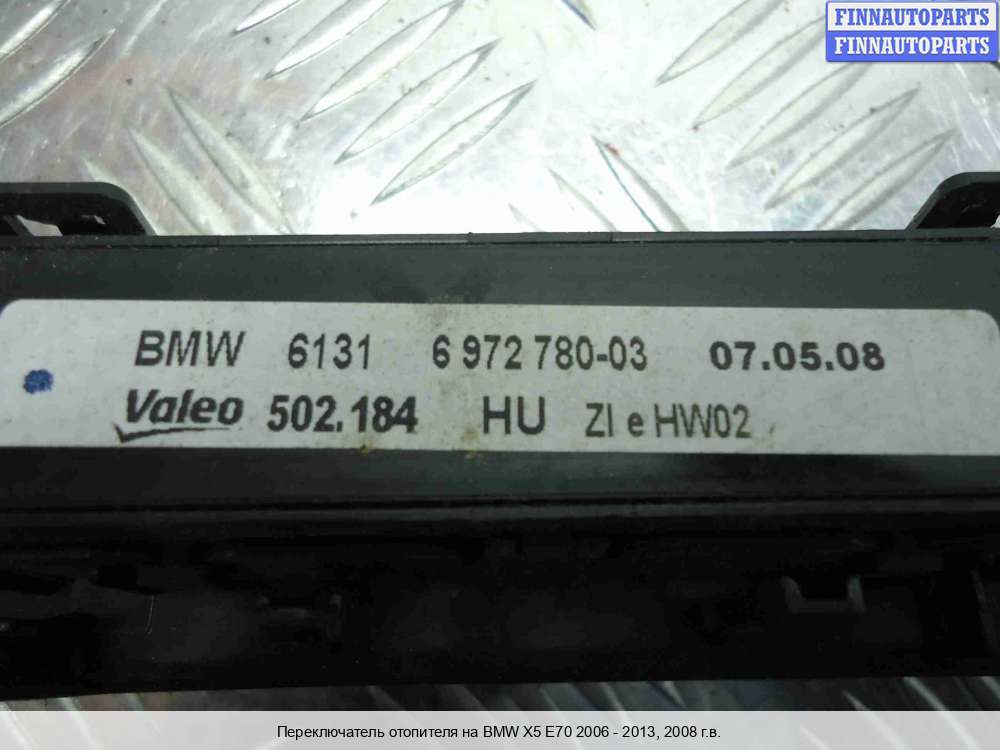 FINNAUTOPARTS
FINNAUTOPARTS
BMW 6131 6 972 780-03 07.05.08
Valeo 502.184 HU ZI e HW02
Переключатель отопителя на BMW X5 E70 2006 - 2013, 2008 г.в.